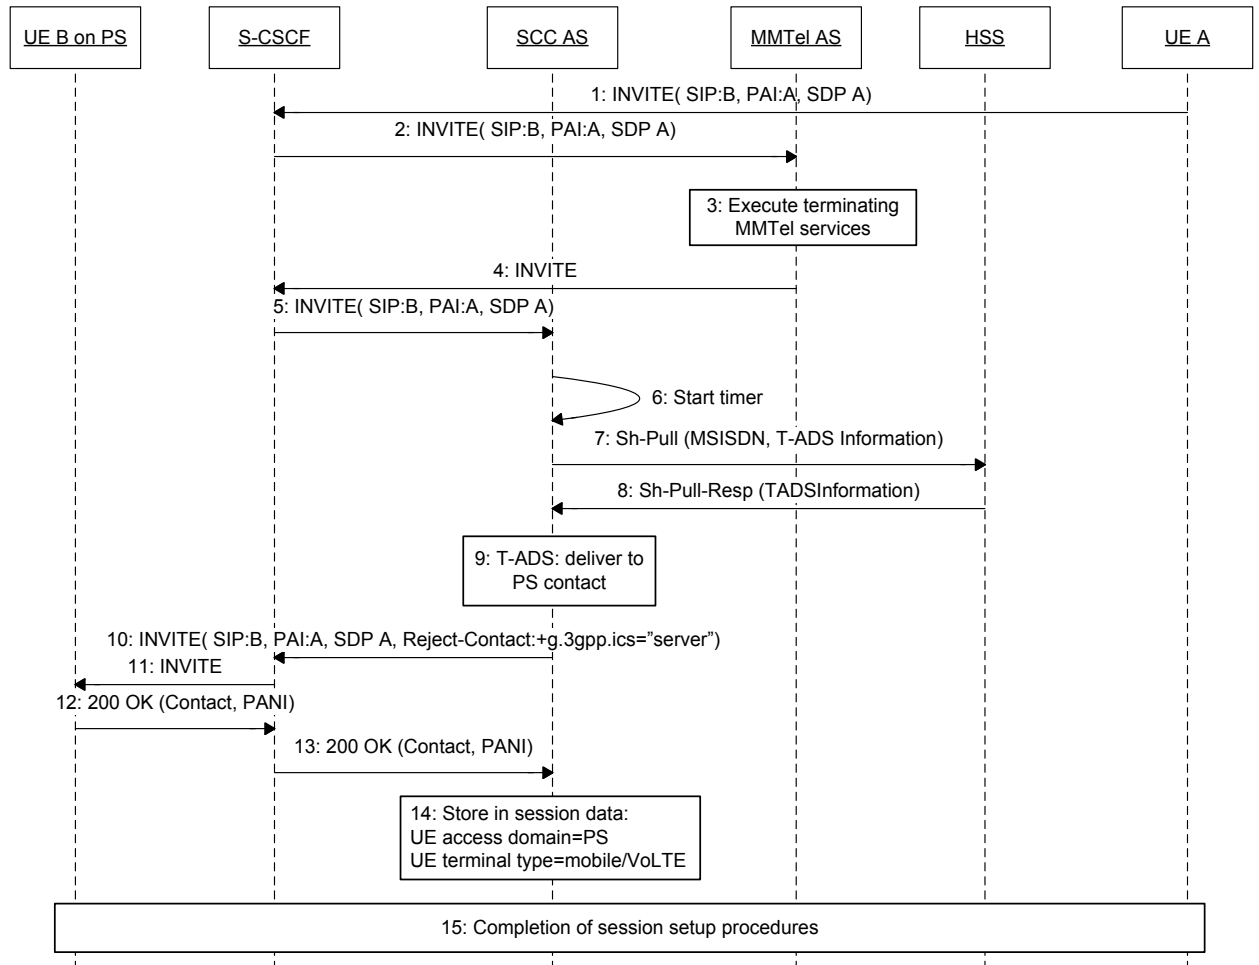 UE B on PS
S-CSCF
SCC AS
MMTel AS
HSS
UE A
1: INVITE( SIP:B, PAI:A, SDP A)
2: INVITE( SIP:B, PAI:A, SDP A)
3: Execute terminating
MMTel services
4: INVITE
5: INVITE( SIP:B, PAI:A, SDP A)
6: Start timer
7: Sh-Pull (MSISDN, T-ADS Information)
8: Sh-Pull-Resp (TADSInformation)
9: T-ADS: deliver to
PS contact
10: INVITE( SIP:B, PAI:A, SDP A, Reject-Contact:+g.3gpp.ics=”server”)
11: INVITE
12: 200 OK (Contact, PANI)
13: 200 OK (Contact, PANI)
14: Store in session data:
UE access domain=PS
UE terminal type=mobile/VoLTE
15: Completion of session setup procedures